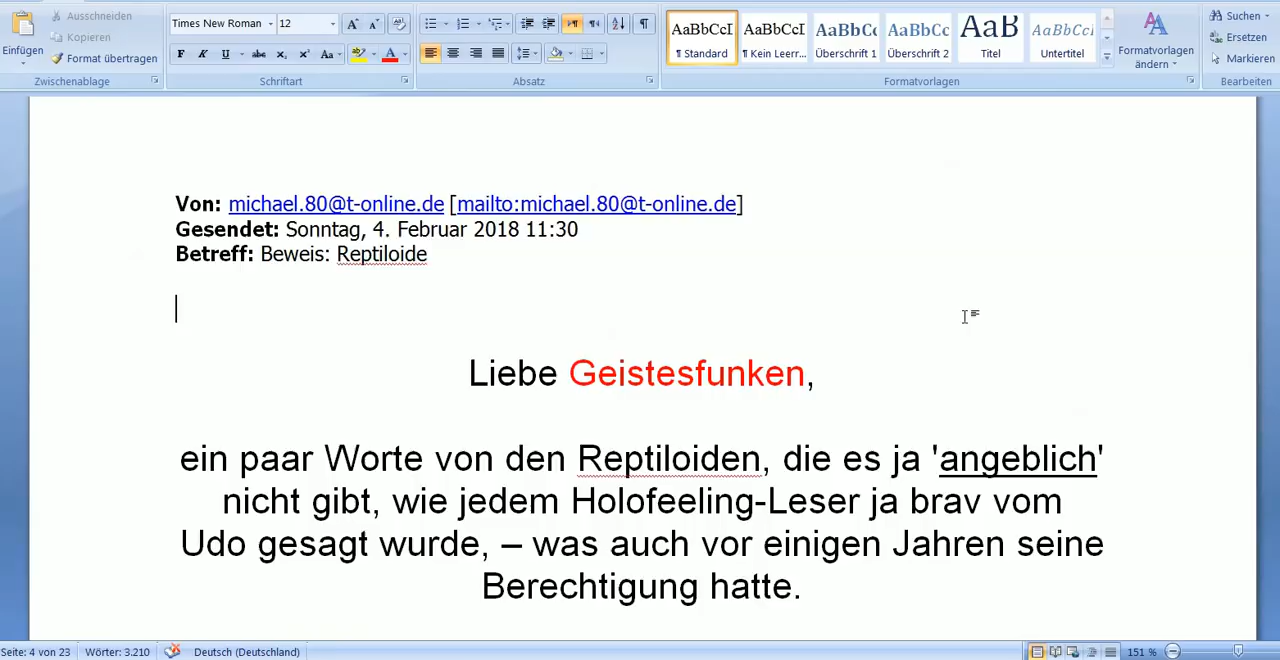 Ausschneiden
Kopieren
Einfügen
Format übertragen
Zwischenablage
Times New Roman
12
F K U abe x₂ x² Aa
Schriftart
Absatz
AaBbCcI AaBbCcI AaBbCc AaBbCc AaB AaBbCcI
¶ Standard ¶ Kein Leerr... Überschrift 1 Überschrift 2 Titel Untertitel
Formatvorlagen
ändern
Formatvorlagen
Suchen
Ersetzen
Markieren
Bearbeiten
Von: michael.80@t-online.de [mailto:michael.80@t-online.de]
Gesendet: Sonntag, 4. Februar 2018 11:30
Betreff: Beweis: Reptiloide
Liebe Geistesfunken,
ein paar Worte von den Reptiloiden, die es ja 'angeblich'
nicht gibt, wie jedem Holofeeling-Leser ja brav vom
Udo gesagt wurde, – was auch vor einigen Jahren seine
Berechtigung hatte.
Seite: 4 von 23 Wörter: 3.210 Deutsch (Deutschland) 151 %